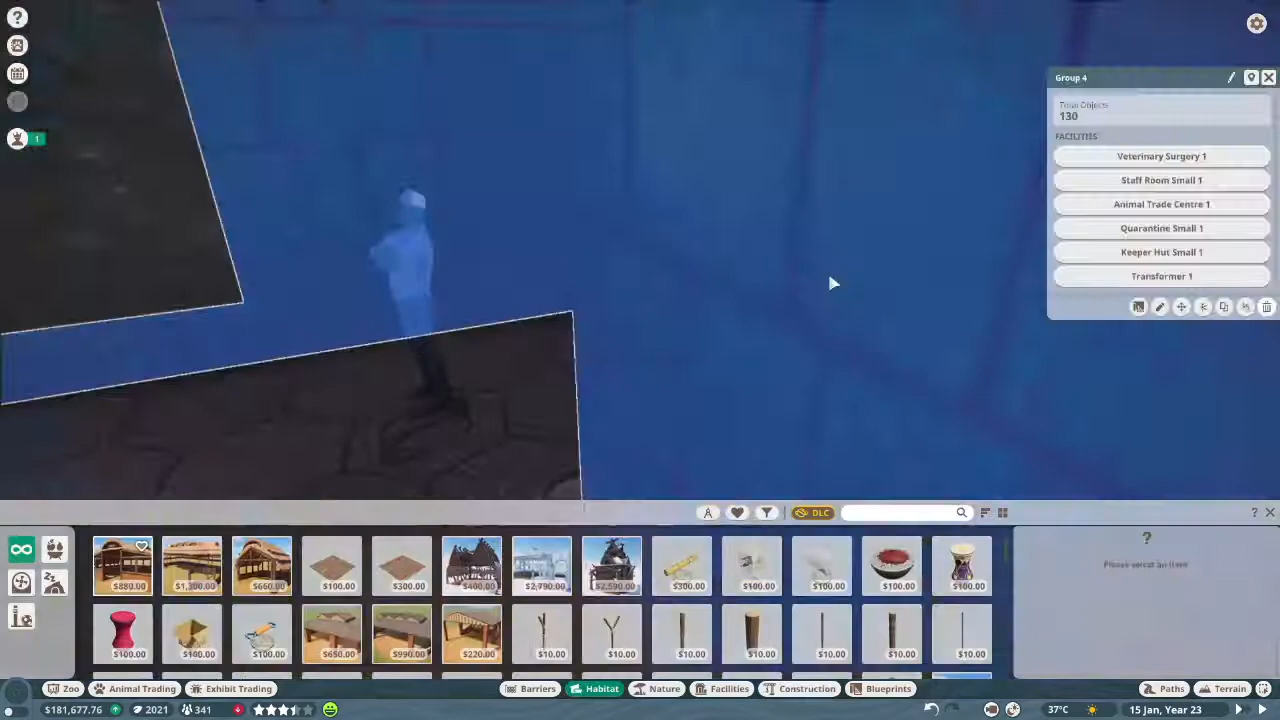 ?
1
Group 4
Total Objects
130
FACILITIES
Veterinary Surgery 1
Staff Room Small 1
Animal Trade Centre 1
Quarantine Small 1
Keeper Hut Small 1
Transformer 1
A
DLC
?
$880.00 $1,300.00 $660.00 $100.00 $300.00 $400.00 $2,790.00 $2,590.00 $300.00 $100.00 $100.00 $100.00 $100.00
$100.00 $100.00 $100.00 $650.00 $990.00 $220.00 $10.00 $10.00 $10.00 $10.00 $10.00 $10.00 $10.00
?
Please select an item
Zoo Animal Trading Exhibit Trading Barriers Habitat Nature Facilities Construction Blueprints Paths Terrain
$181,677.76 2021 341 37°C 15 Jan, Year 23